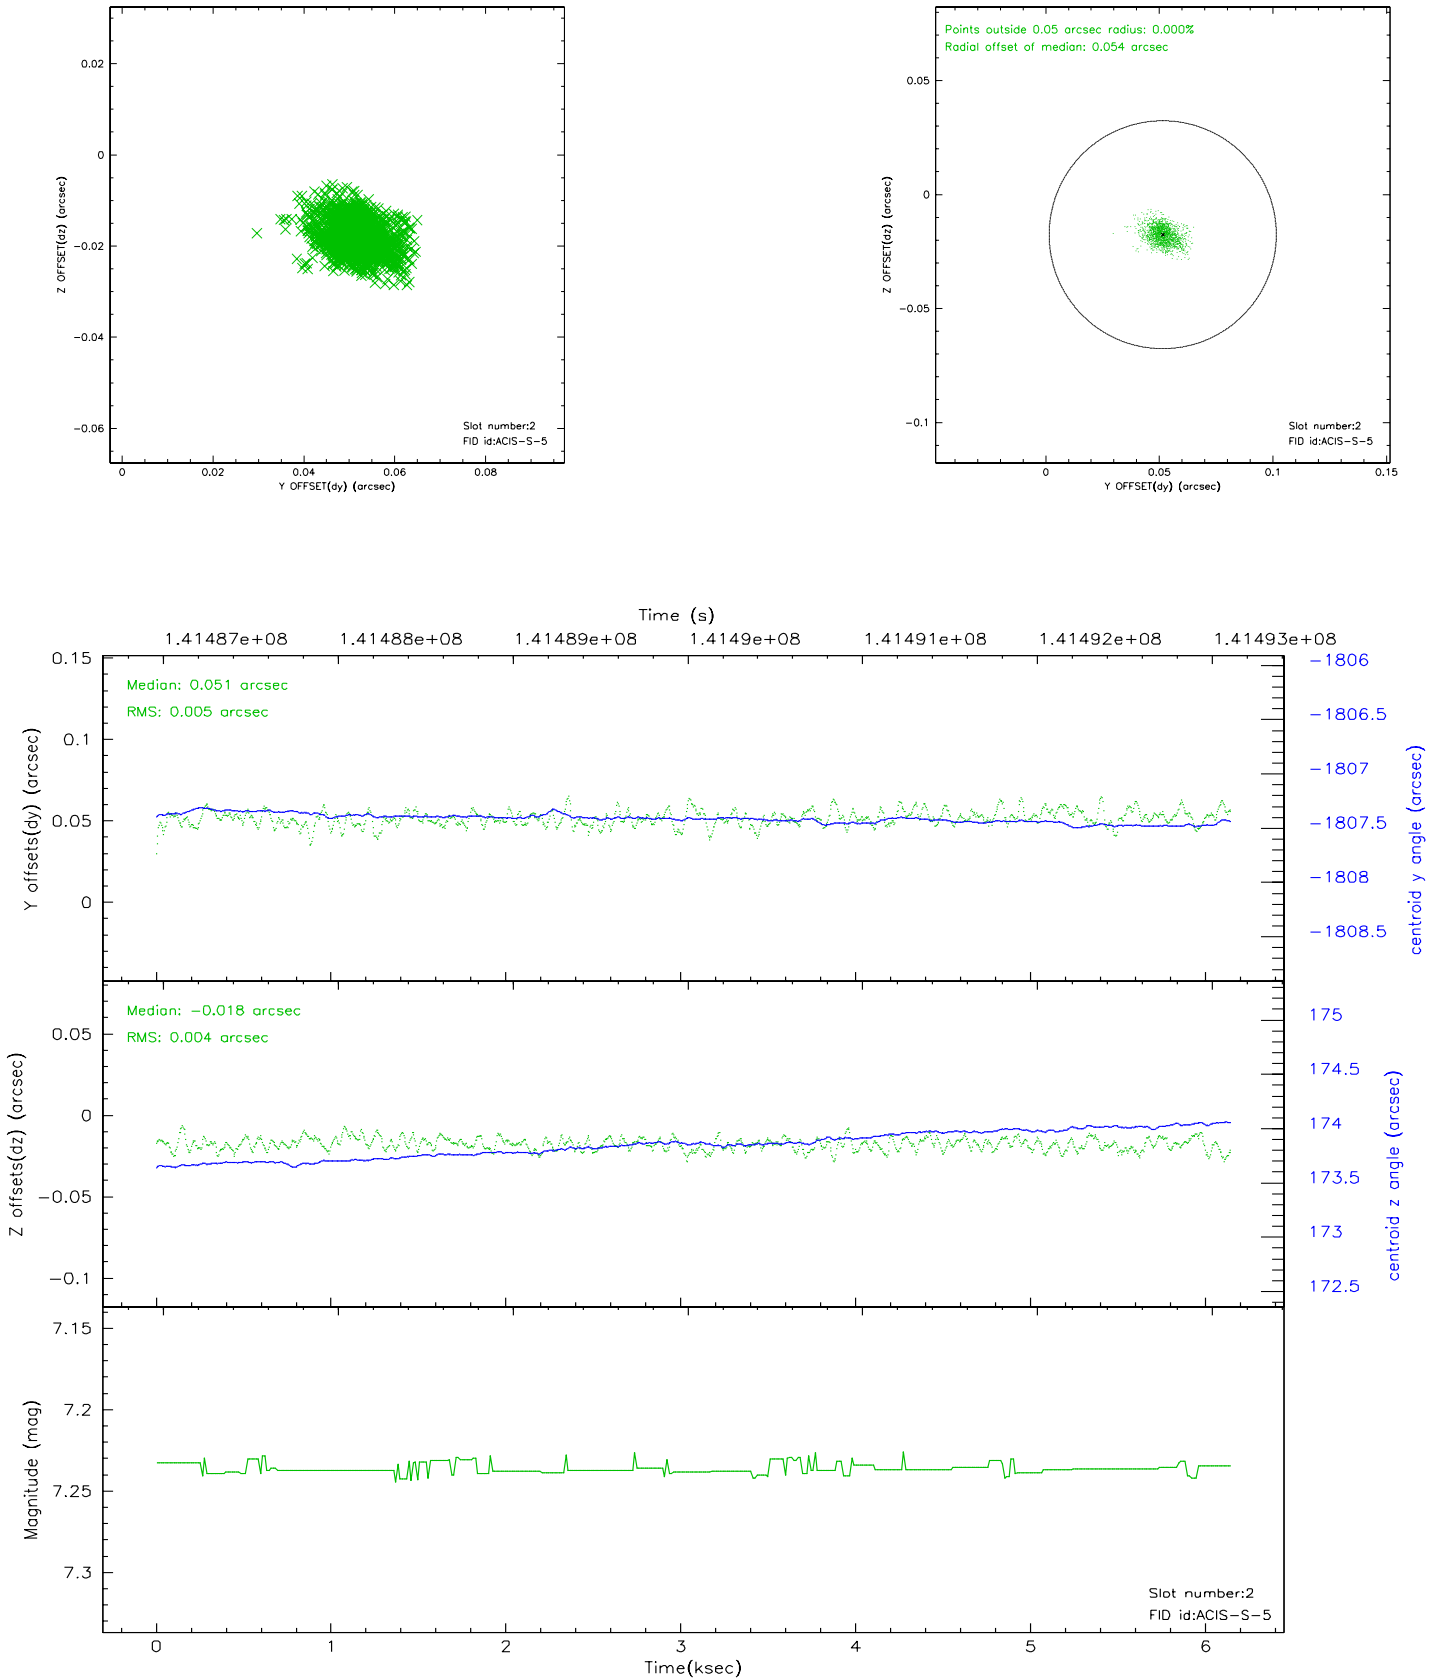 0.02
0
−0.02
−0.04
−0.06
Z OFFSET(dz) (arcsec)
Slot number:2
FID id:ACIS−S−5
0 0.02 0.04 0.06 0.08
Y OFFSET(dy) (arcsec)
Points outside 0.05 arcsec radius: 0.000%
Radial offset of median: 0.054 arcsec
0.05
0
−0.05
−0.1
Z OFFSET(dz) (arcsec)
Slot number:2
FID id:ACIS−S−5
0 0.05 0.1 0.15
Y OFFSET(dy) (arcsec)
Time (s)
1.41487e+08 1.41488e+08 1.41489e+08 1.4149e+08 1.41491e+08 1.41492e+08 1.41493e+08
0.15
0.1
0.05
0
Y offsets(dy) (arcsec)
Median: 0.051 arcsec
RMS: 0.005 arcsec
−1806
−1806.5
−1807
−1807.5
−1808
−1808.5
centroid y angle (arcsec)
0.05
0
−0.05
−0.1
Z offsets(dz) (arcsec)
Median: −0.018 arcsec
RMS: 0.004 arcsec
175
174.5
174
173.5
173
172.5
centroid z angle (arcsec)
7.15
7.2
7.25
7.3
Magnitude (mag)
Slot number:2
FID id:ACIS−S−5
0 1 2 3 4 5 6
Time(ksec)